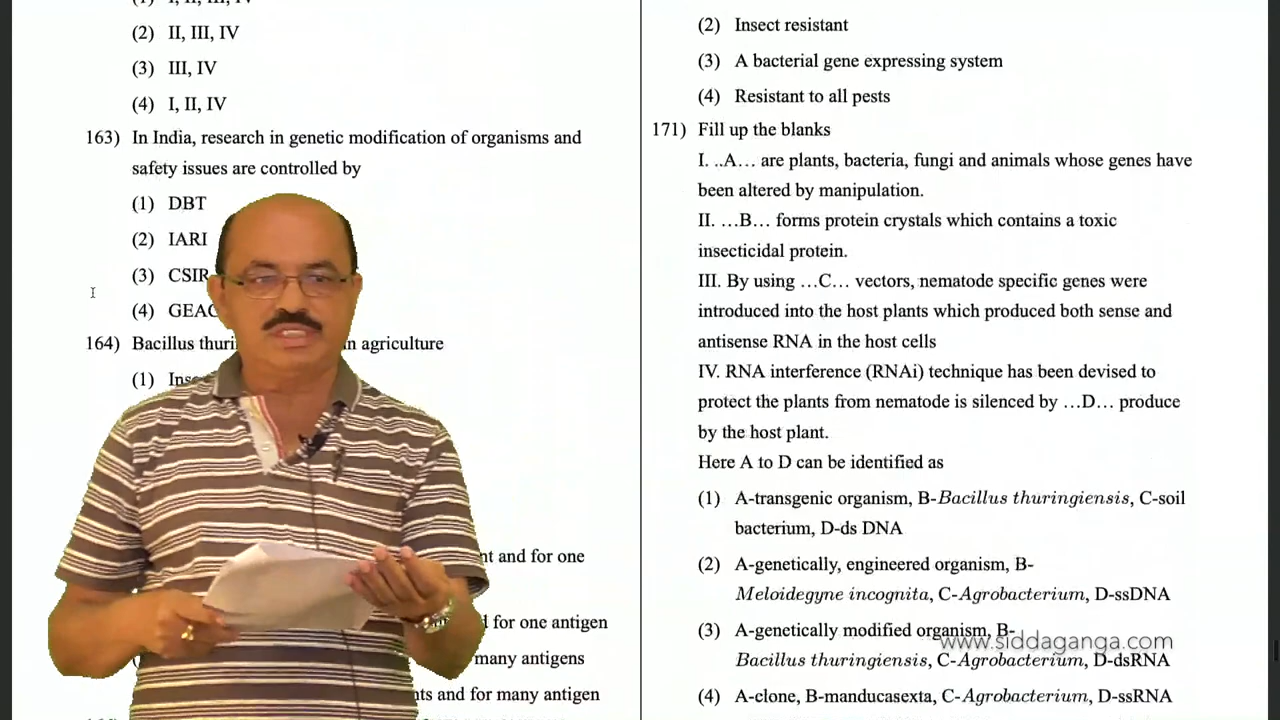 (1) I, II, III, IV
(2) II, III, IV
(3) III, IV
(4) I, II, IV
163) In India, research in genetic modification of organisms and
safety issues are controlled by
(1) DBT
(2) IARI
(3) CSIR
(4) GEAC
164) Bacillus thuri n agriculture
(1) Inse
nt and for one
d for one antigen
many antigens
nts and for many antigen
(2) Insect resistant
(3) A bacterial gene expressing system
(4) Resistant to all pests
171) Fill up the blanks
I. ..A... are plants, bacteria, fungi and animals whose genes have
been altered by manipulation.
II. ...B... forms protein crystals which contains a toxic
insecticidal protein.
III. By using ...C... vectors, nematode specific genes were
introduced into the host plants which produced both sense and
antisense RNA in the host cells
IV. RNA interference (RNAi) technique has been devised to
protect the plants from nematode is silenced by ...D... produce
by the host plant.
Here A to D can be identified as
(1) A-transgenic organism, B-Bacillus thuringiensis, C-soil
bacterium, D-ds DNA
(2) A-genetically, engineered organism, B-
Meloidegyne incognita, C-Agrobacterium, D-ssDNA
(3) A-genetically modified organism, B-
www.siddaganga.com
Bacillus thuringiensis, C-Agrobacterium, D-dsRNA
(4) A-clone, B-manducasexta, C-Agrobacterium, D-ssRNA